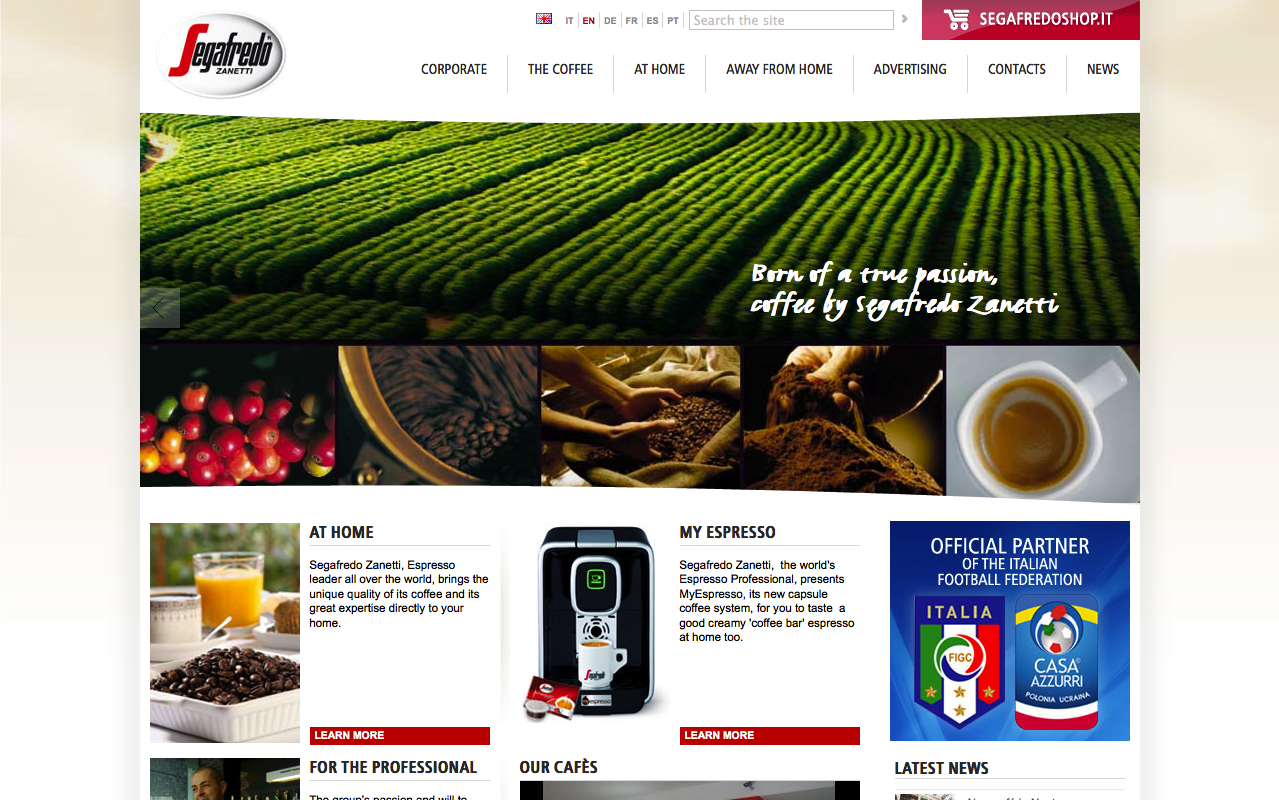 Segafredo
ZANETTI
IT EN DE FR ES PT
Search the site
SEGAFREDOSHOP.IT
CORPORATE
THE COFFEE
AT HOME
AWAY FROM HOME
ADVERTISING
CONTACTS
NEWS
Born of a true passion,
coffee by Segafredo Zanetti
AT HOME
Segafredo Zanetti, Espresso
leader all over the world, brings the
unique quality of its coffee and its
great expertise directly to your
home.
LEARN MORE
Segafredo
espresso
MY ESPRESSO
Segafredo Zanetti, the world's
Espresso Professional, presents
MyEspresso, its new capsule
coffee system, for you to taste a
good creamy 'coffee bar' espresso
at home too.
LEARN MORE
OFFICIAL PARTNER
OF THE ITALIAN
FOOTBALL FEDERATION
ITALIA
FIGC
CASA
AZZURRI
POLONIA UCRAINA
FOR THE PROFESSIONAL
The group's passion and will to
OUR CAFÈS
LATEST NEWS